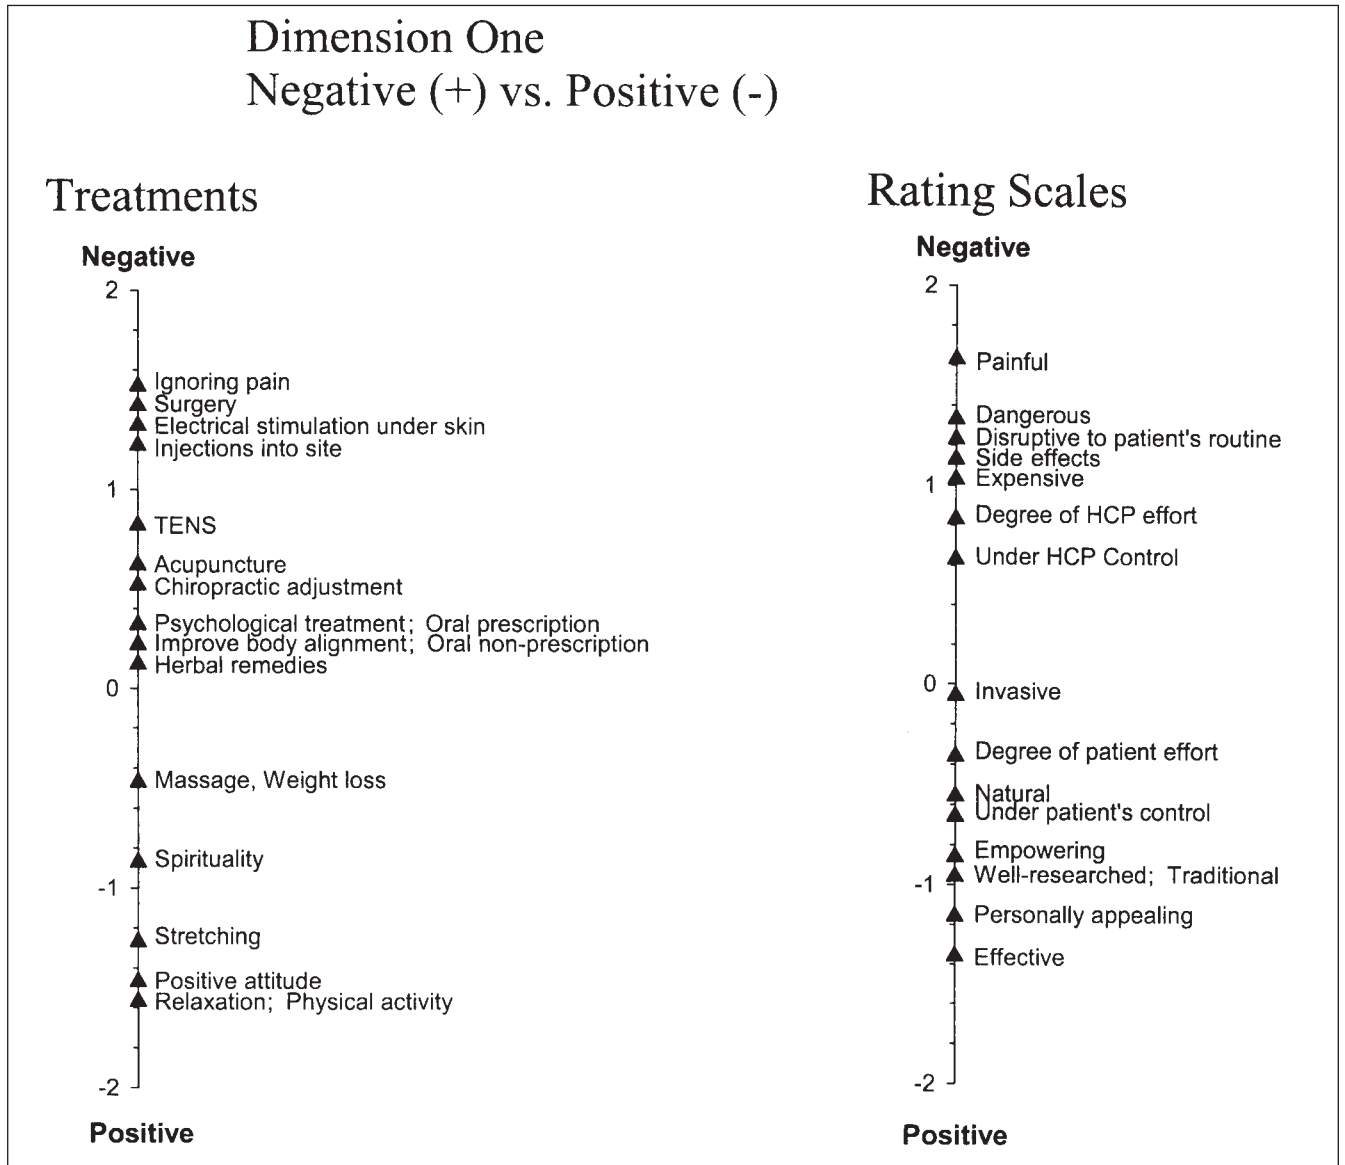 Dimension One
Negative (+) vs. Positive (-)
Treatments
Negative
2
Ignoring pain
Surgery
Electrical stimulation under skin
Injections into site
1
TENS
Acupuncture
Chiropractic adjustment
Psychological treatment; Oral prescription
Improve body alignment; Oral non-prescription
Herbal remedies
0
Massage, Weight loss
Spirituality
-1
Stretching
Positive attitude
Relaxation; Physical activity
-2
Positive
Rating Scales
Negative
2
Painful
Dangerous
Disruptive to patient's routine
Side effects
Expensive
1
Degree of HCP effort
Under HCP Control
0
Invasive
Degree of patient effort
Natural
Under patient's control
Empowering
Well-researched; Traditional
-1
Personally appealing
Effective
-2
Positive